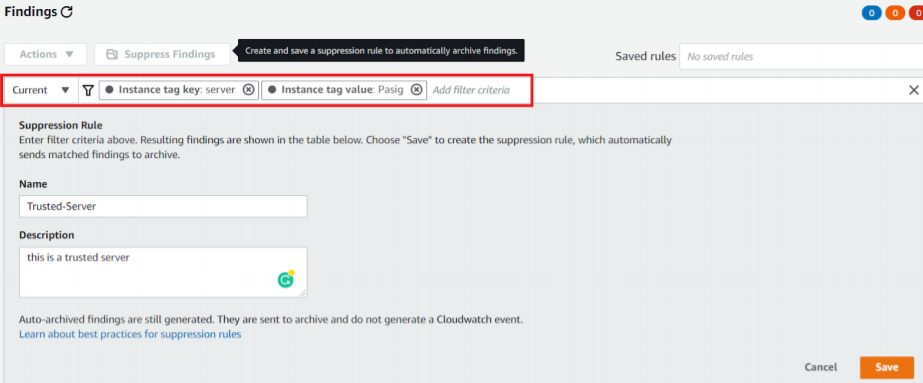 Findings
0 0 0
Actions Suppress Findings Create and save a suppression rule to automatically archive findings. Saved rules No saved rules
Current Instance tag key: server Instance tag value: Pasig Add filter criteria
Suppression Rule
Enter filter criteria above. Resulting findings are shown in the table below. Choose "Save" to create the suppression rule, which automatically
sends matched findings to archive.
Name
Trusted-Server
Description
this is a trusted server
Auto-archived findings are still generated. They are sent to archive and do not generate a Cloudwatch event.
Learn about best practices for suppression rules
Cancel Save